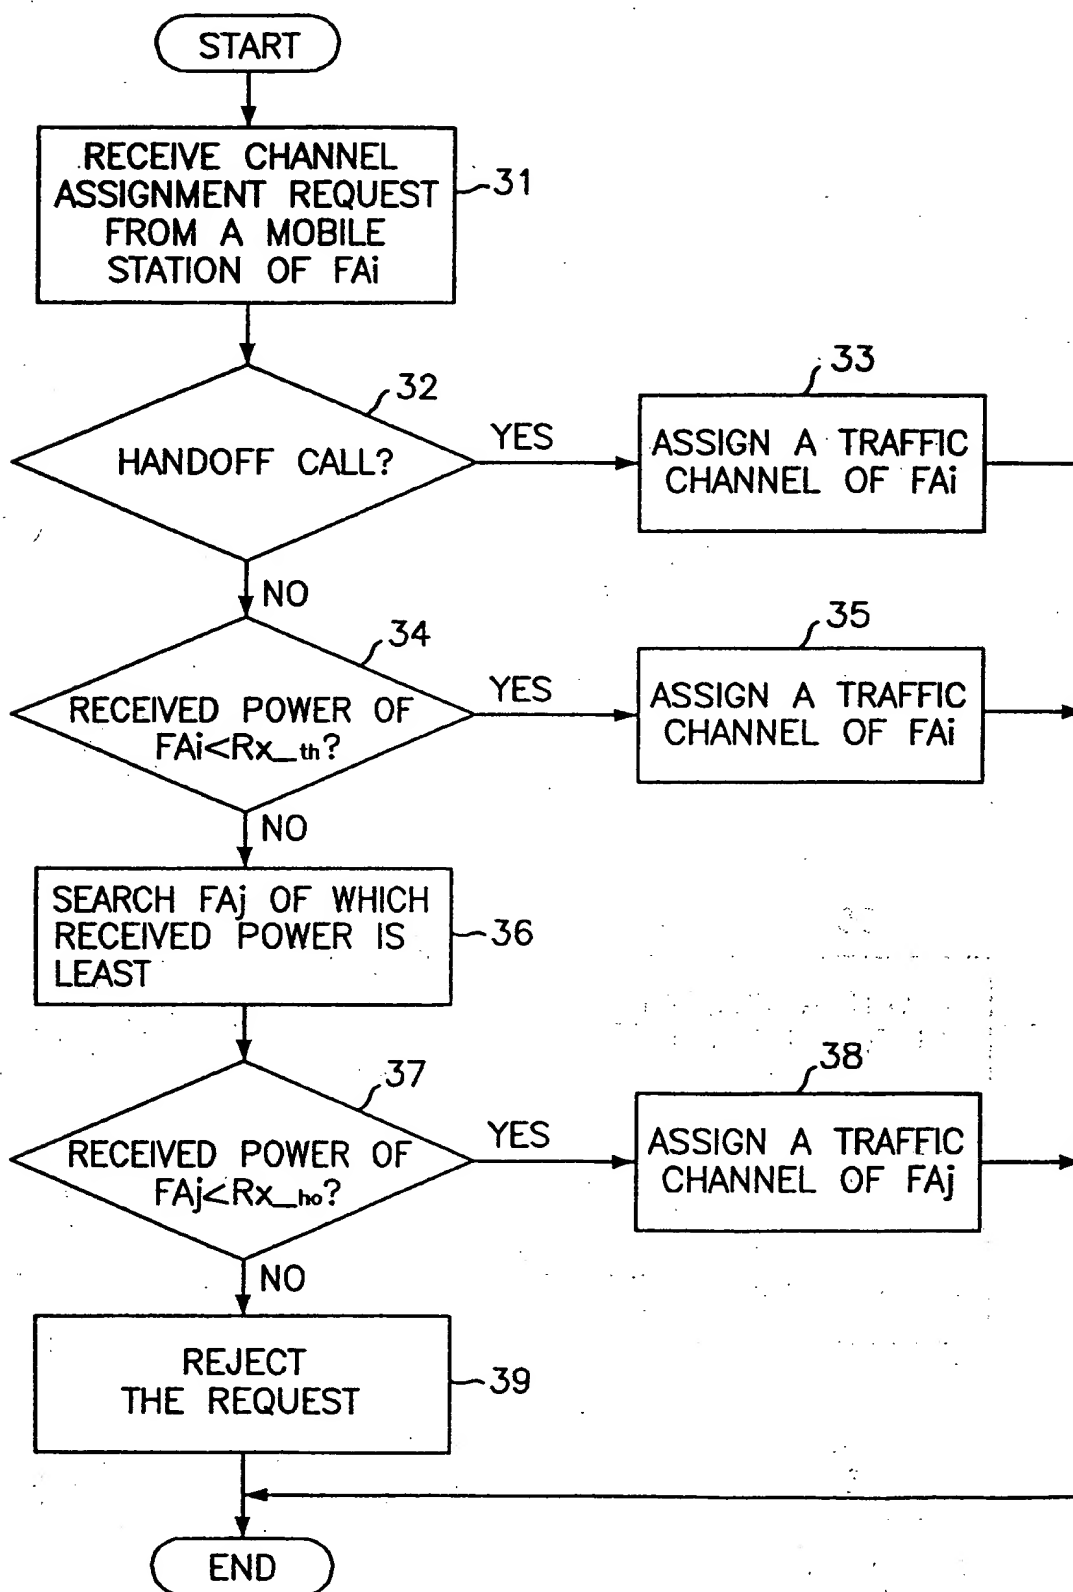 START
RECEIVE CHANNEL
ASSIGNMENT REQUEST
FROM A MOBILE
STATION OF FAi
31
32
HANDOFF CALL?
YES
33
ASSIGN A TRAFFIC
CHANNEL OF FAi
NO
34
RECEIVED POWER OF
FAi<Rx_th?
YES
35
ASSIGN A TRAFFIC
CHANNEL OF FAi
NO
SEARCH FAj OF WHICH
RECEIVED POWER IS
LEAST
36
37
RECEIVED POWER OF
FAj<Rx_ho?
YES
38
ASSIGN A TRAFFIC
CHANNEL OF FAj
NO
REJECT
THE REQUEST
39
END